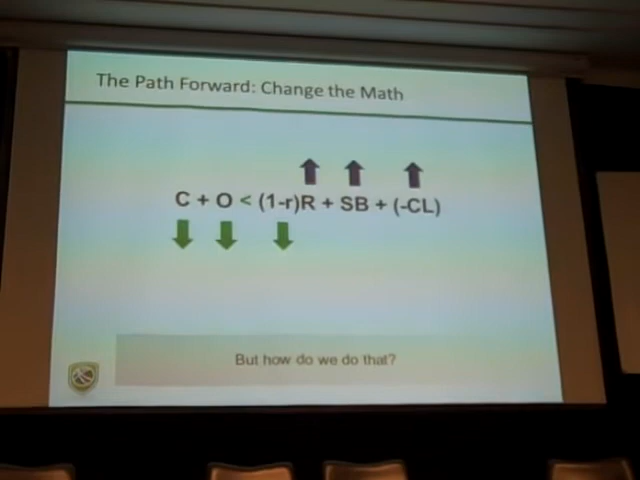 The Path Forward: Change the Math
C + O < (1-r)R + SB + (-CL)
But how do we do that?